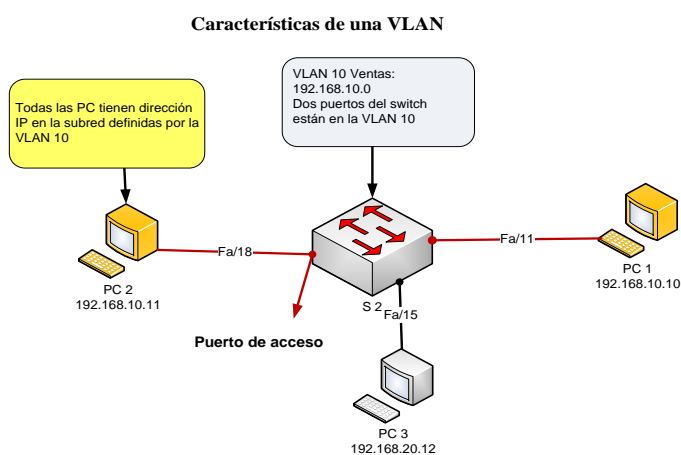 Características de una VLAN
Todas las PC tienen dirección
IP en la subred definidas por la
VLAN 10
VLAN 10 Ventas:
192.168.10.0
Dos puertos del switch
están en la VLAN 10
Fa/18
Fa/11
PC 2
192.168.10.11
PC 1
192.168.10.10
S 2
Fa/15
Puerto de acceso
PC 3
192.168.20.12